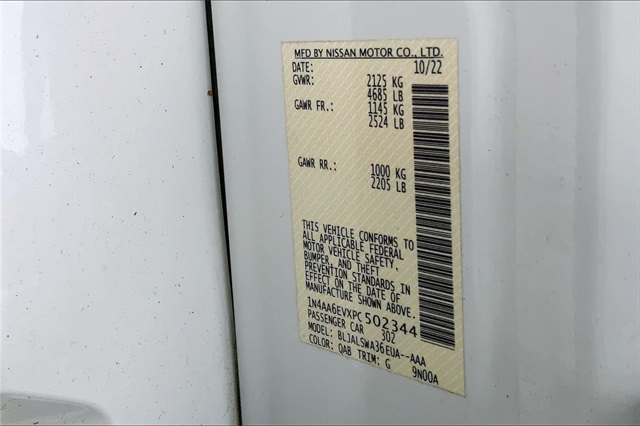 MFD BY NISSAN MOTOR CO., LTD.
DATE: 10/22
GVWR: 2125 KG
4685 LB
GAWR FR.: 1145 KG
2524 LB
GAWR RR.: 1000 KG
2205 LB
THIS VEHICLE CONFORMS TO
ALL APPLICABLE FEDERAL
MOTOR VEHICLE SAFETY,
BUMPER, AND THEFT
PREVENTION STANDARDS IN
EFFECT ON THE DATE OF
MANUFACTURE SHOWN ABOVE.
1N4AA6EVXPC502344
PASSENGER CAR 302
MODEL: BLJALSWA36EUA--AAA
COLOR: QAB TRIM: G 9N00A